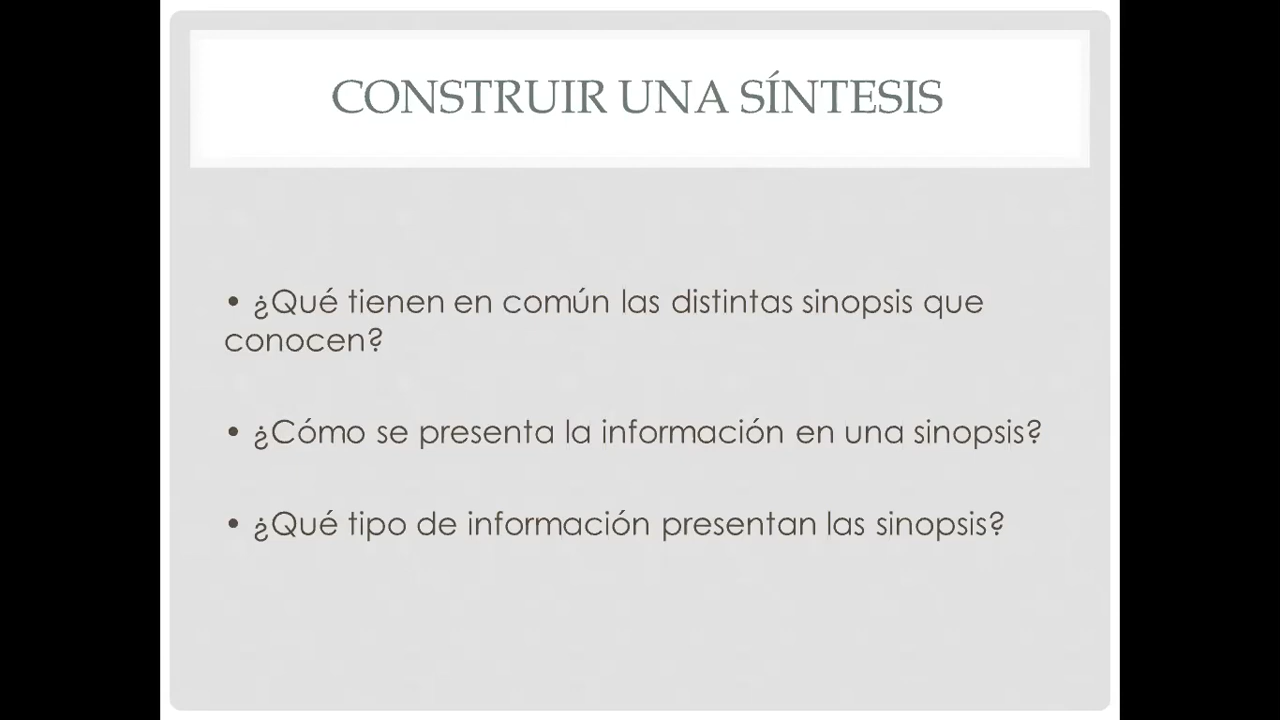 CONSTRUIR UNA SÍNTESIS
• ¿Qué tienen en común las distintas sinopsis que
conocen?
• ¿Cómo se presenta la información en una sinopsis?
• ¿Qué tipo de información presentan las sinopsis?